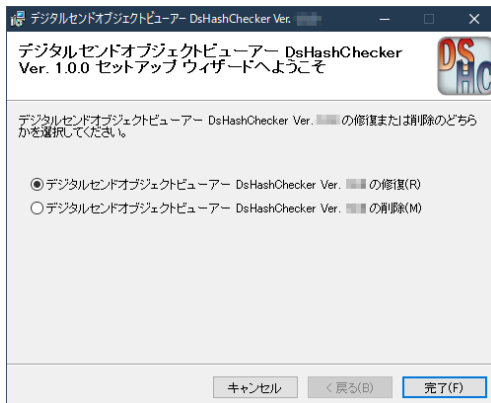 デジタルセンドオブジェクトビューアー DsHashChecker Ver.
デジタルセンドオブジェクトビューアー DsHashChecker
Ver. 1.0.0 セットアップ ウィザードへようこそ
DS
HC
デジタルセンドオブジェクトビューアー DsHashChecker Ver. の修復または削除のどちら
かを選択してください。
デジタルセンドオブジェクトビューアー DsHashChecker Ver. の修復(R)
デジタルセンドオブジェクトビューアー DsHashChecker Ver. の削除(M)
キャンセル
< 戻る(B)
完了(F)